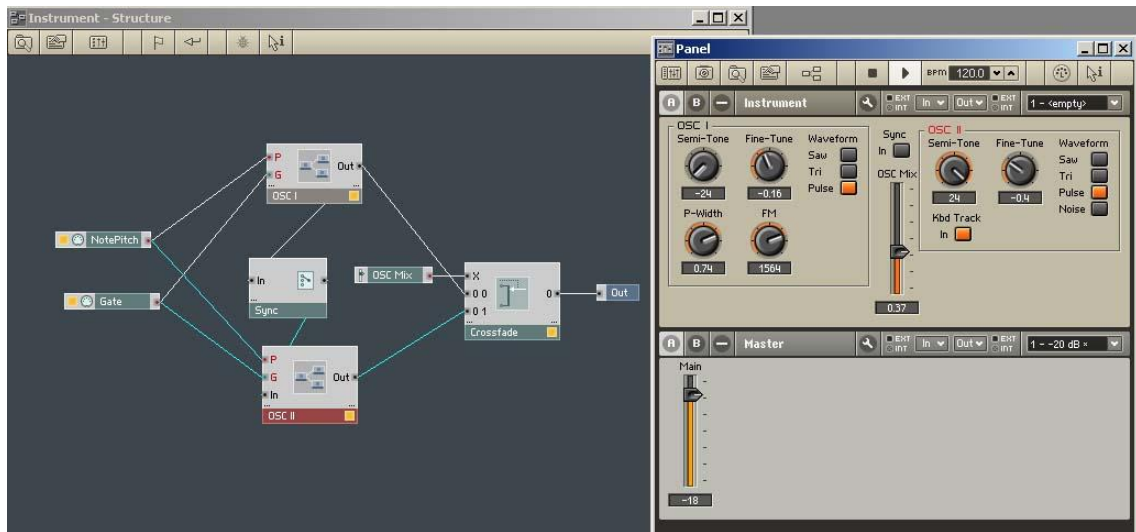 Instrument - Structure
P
G
Out
OSC I
NotePitch
Gate
In
Sync
OSC Mix
X
0 0
0 1
0
Crossfade
Out
P
G
In
Out
OSC II
Panel
BPM 120.0
A B Instrument EXT INT In Out EXT INT 1 - <empty>
OSC I
Semi-Tone Fine-Tune Waveform
Saw
Tri
Pulse
-24 -0.16
P-Width FM
0.74 1564
Sync
In
OSC Mix
0.37
OSC II
Semi-Tone Fine-Tune Waveform
Saw
Tri
Pulse
Noise
24 -0.4
Kbd Track
In
A B Master EXT INT In Out EXT INT 1 - -20 dB ×
Main
-18